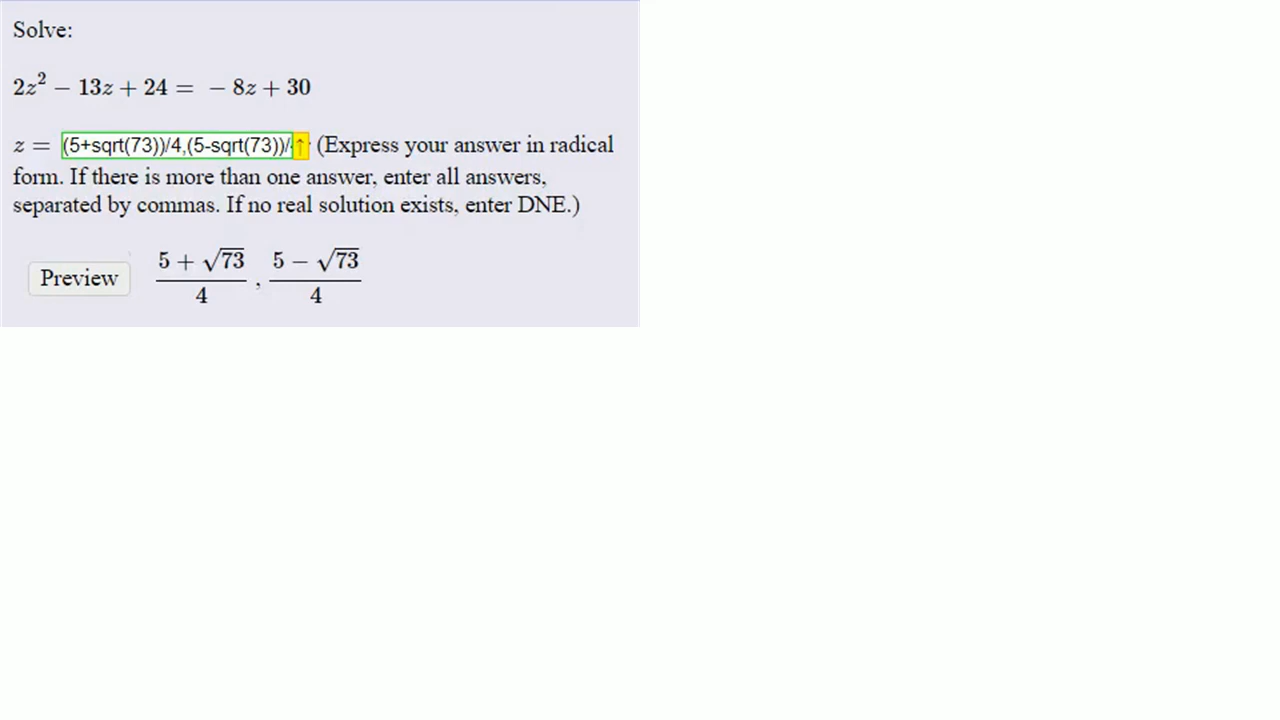 Solve:
2z² − 13z + 24 = − 8z + 30
z = (5+sqrt(73))/4,(5-sqrt(73))/ ↑ (Express your answer in radical
form. If there is more than one answer, enter all answers,
separated by commas. If no real solution exists, enter DNE.)
Preview (5 + √73)/4 , (5 − √73)/4